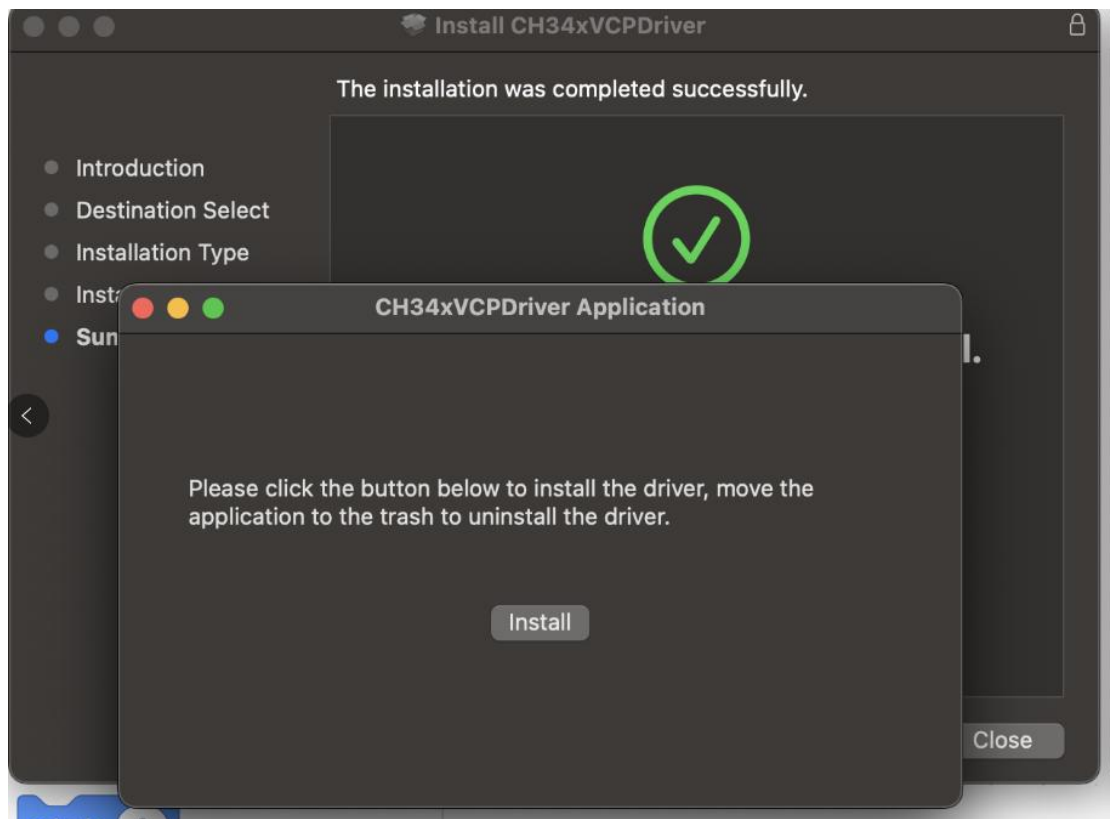 Install CH34xVCPDriver
The installation was completed successfully.
Introduction
Destination Select
Installation Type
CH34xVCPDriver Application
Please click the button below to install the driver, move the
application to the trash to uninstall the driver.
Install
Close